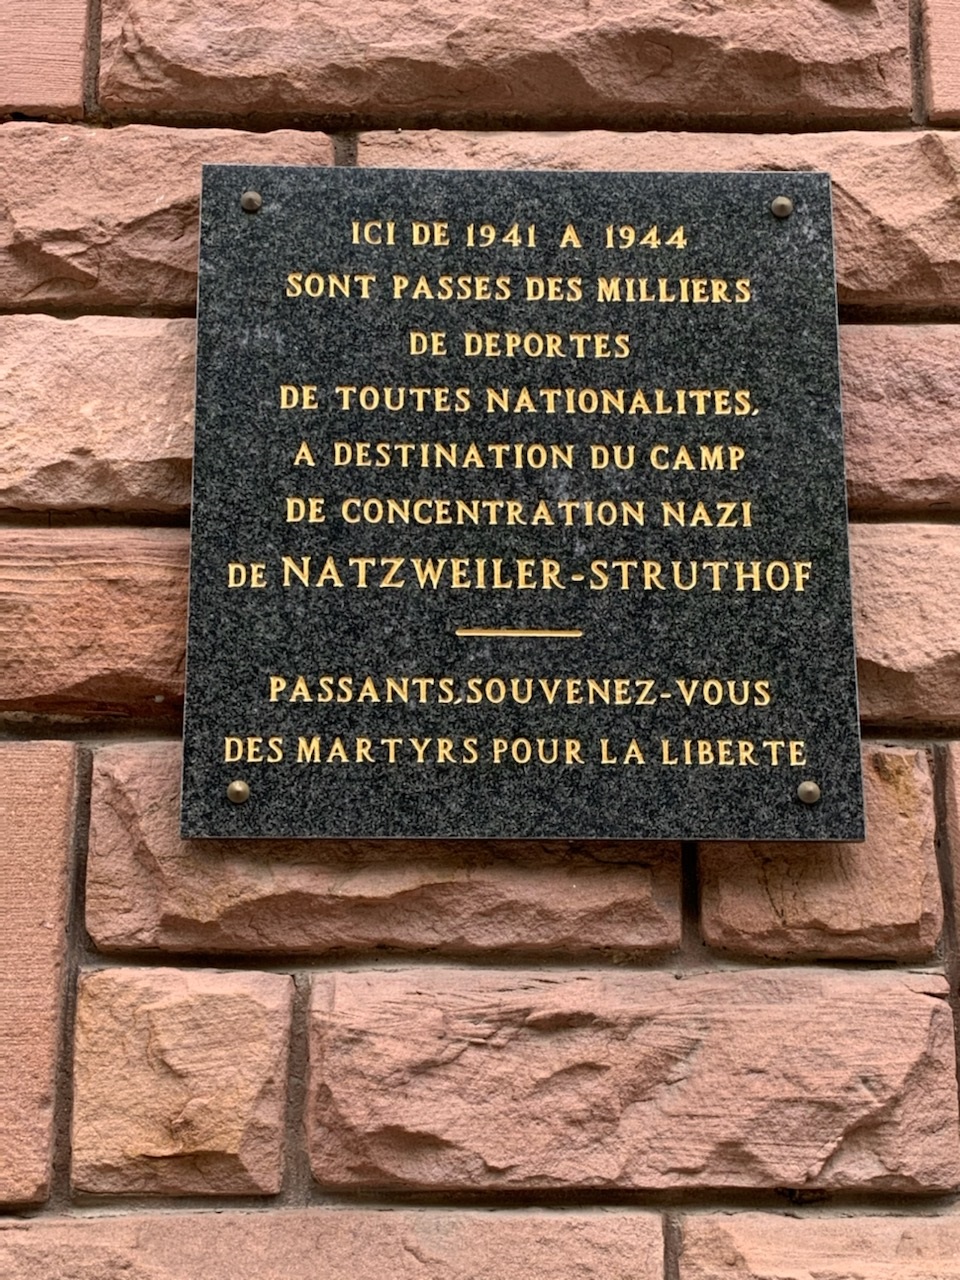 ICI DE 1941 A 1944
SONT PASSES DES MILLIERS
DE DEPORTES
DE TOUTES NATIONALITES,
A DESTINATION DU CAMP
DE CONCENTRATION NAZI
DE NATZWEILER-STRUTHOF
PASSANTS, SOUVENEZ-VOUS
DES MARTYRS POUR LA LIBERTE